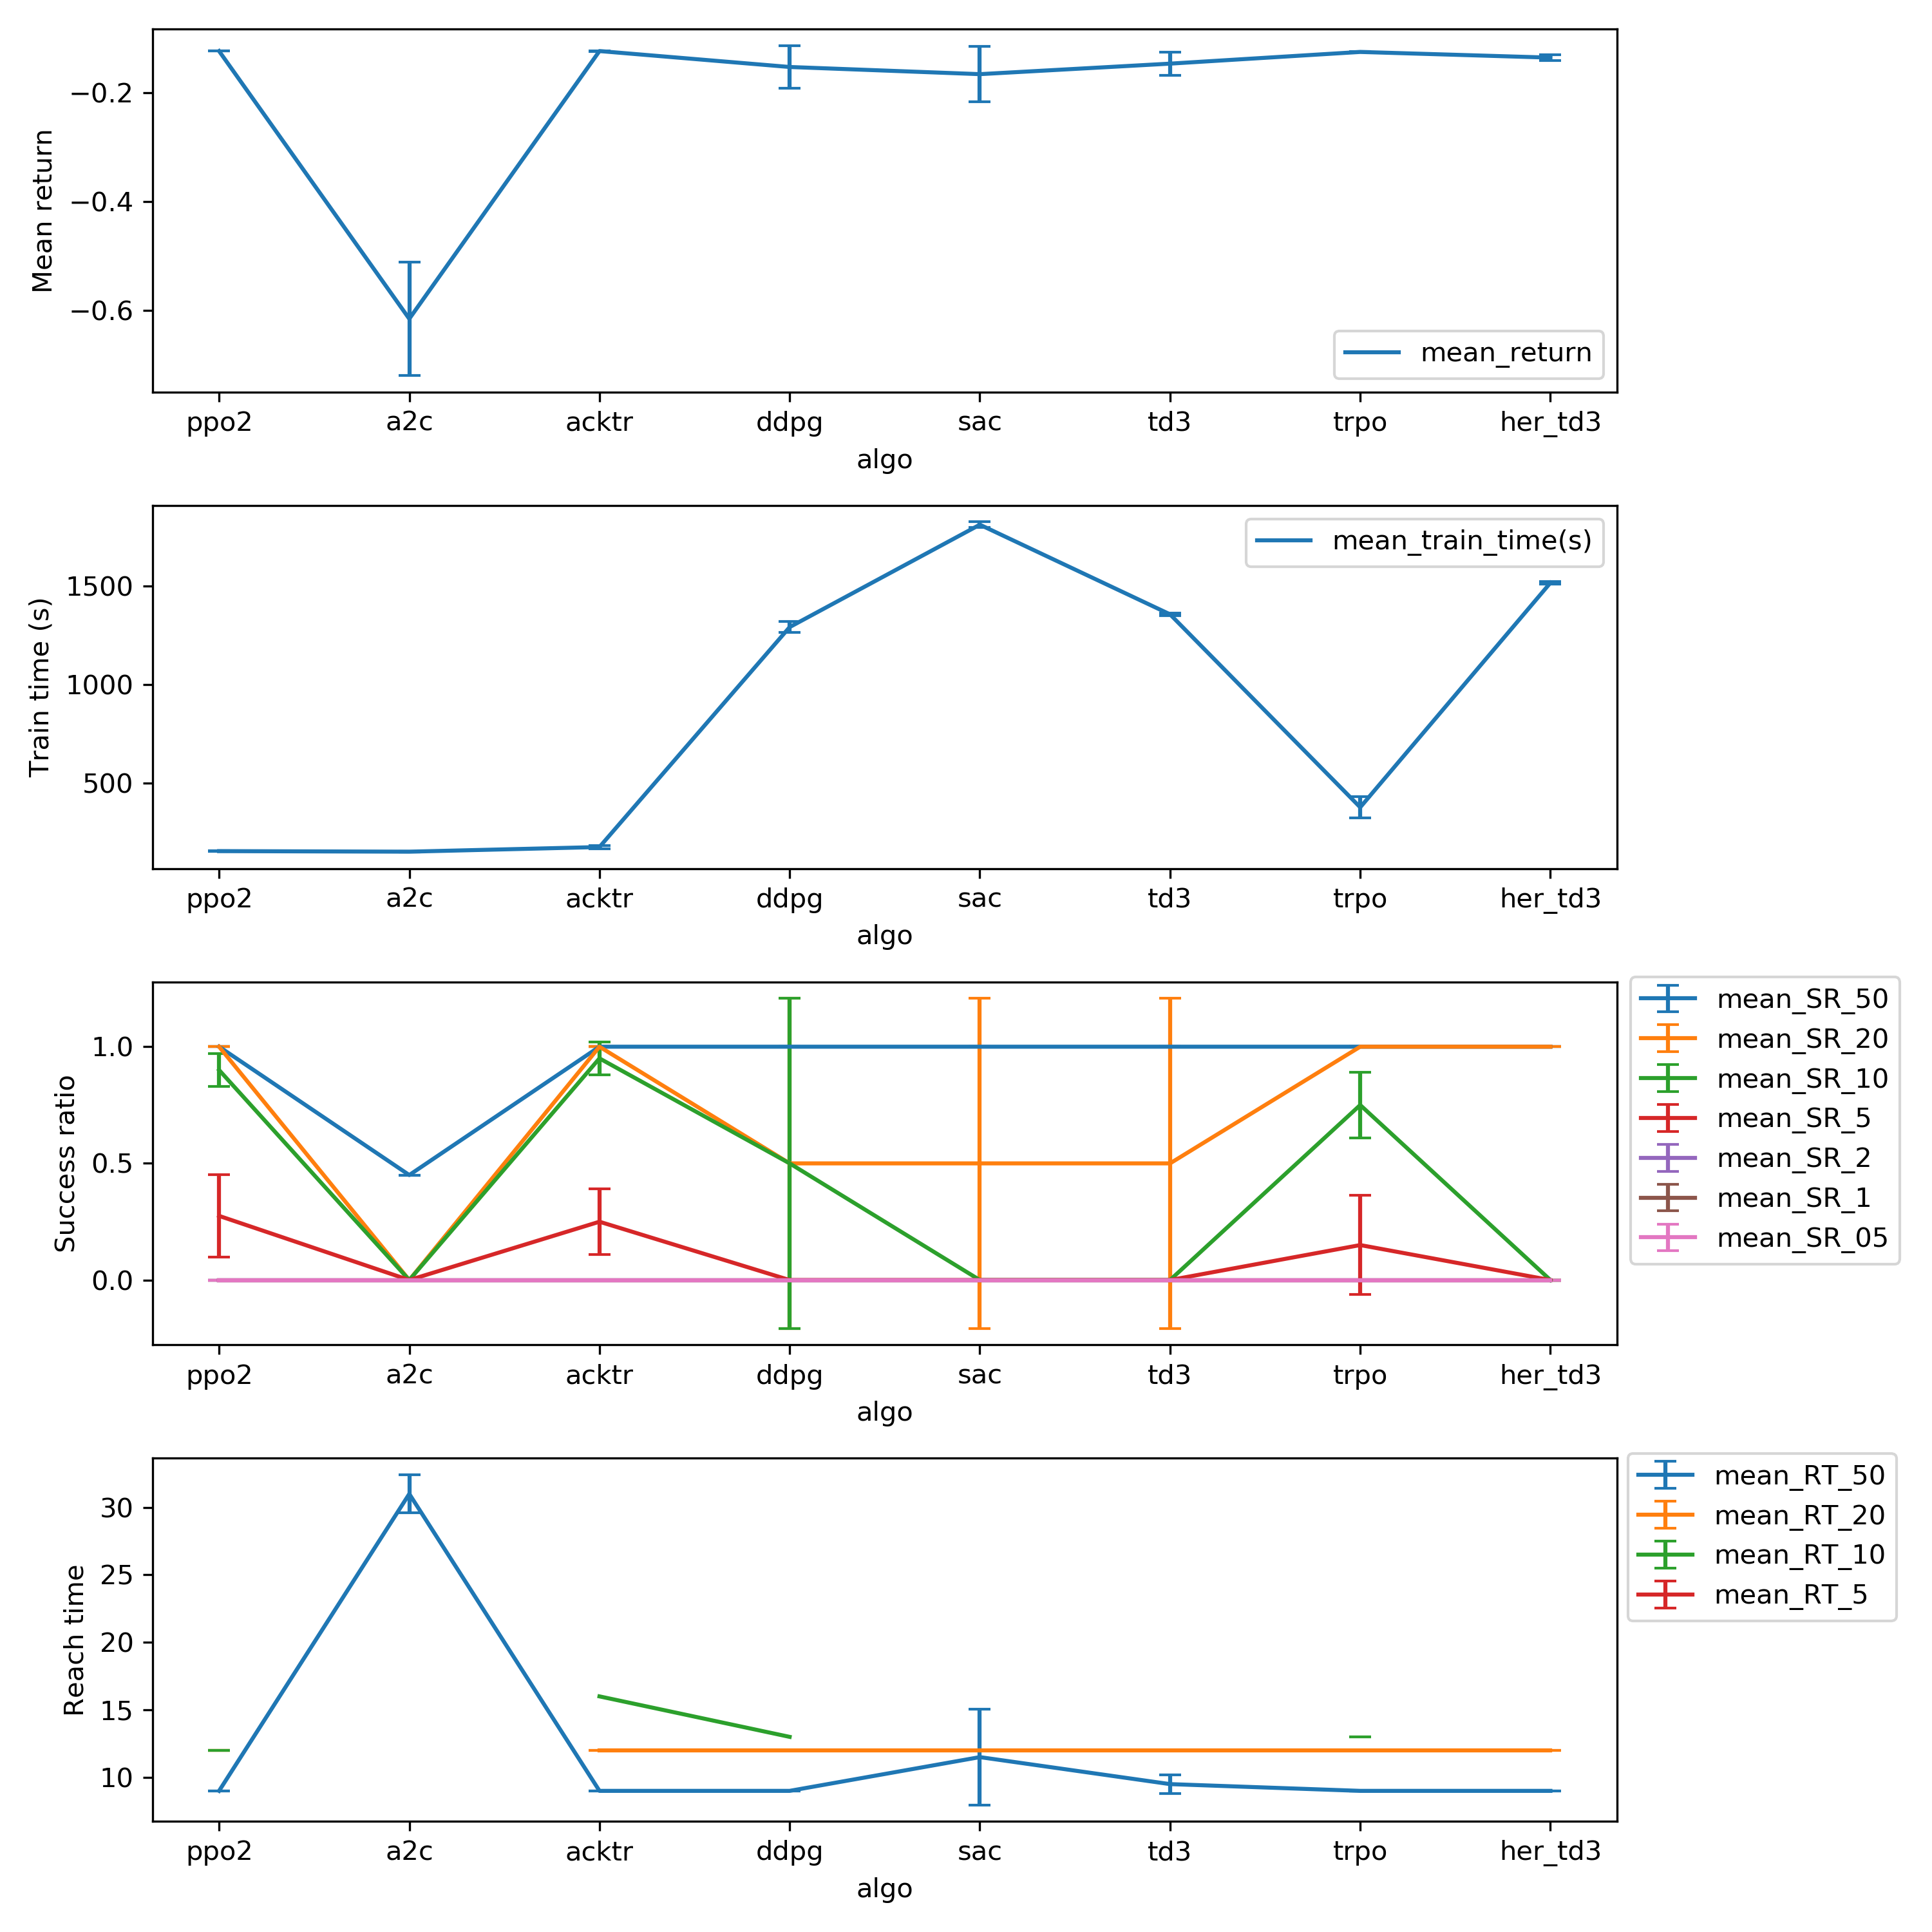 −0.2
−0.4
−0.6
Mean return
mean_return
ppo2 a2c acktr ddpg sac td3 trpo her_td3
algo
1500
1000
500
Train time (s)
mean_train_time(s)
ppo2 a2c acktr ddpg sac td3 trpo her_td3
algo
1.0
0.5
0.0
Success ratio
mean_SR_50
mean_SR_20
mean_SR_10
mean_SR_5
mean_SR_2
mean_SR_1
mean_SR_05
ppo2 a2c acktr ddpg sac td3 trpo her_td3
algo
30
25
20
15
10
Reach time
mean_RT_50
mean_RT_20
mean_RT_10
mean_RT_5
ppo2 a2c acktr ddpg sac td3 trpo her_td3
algo